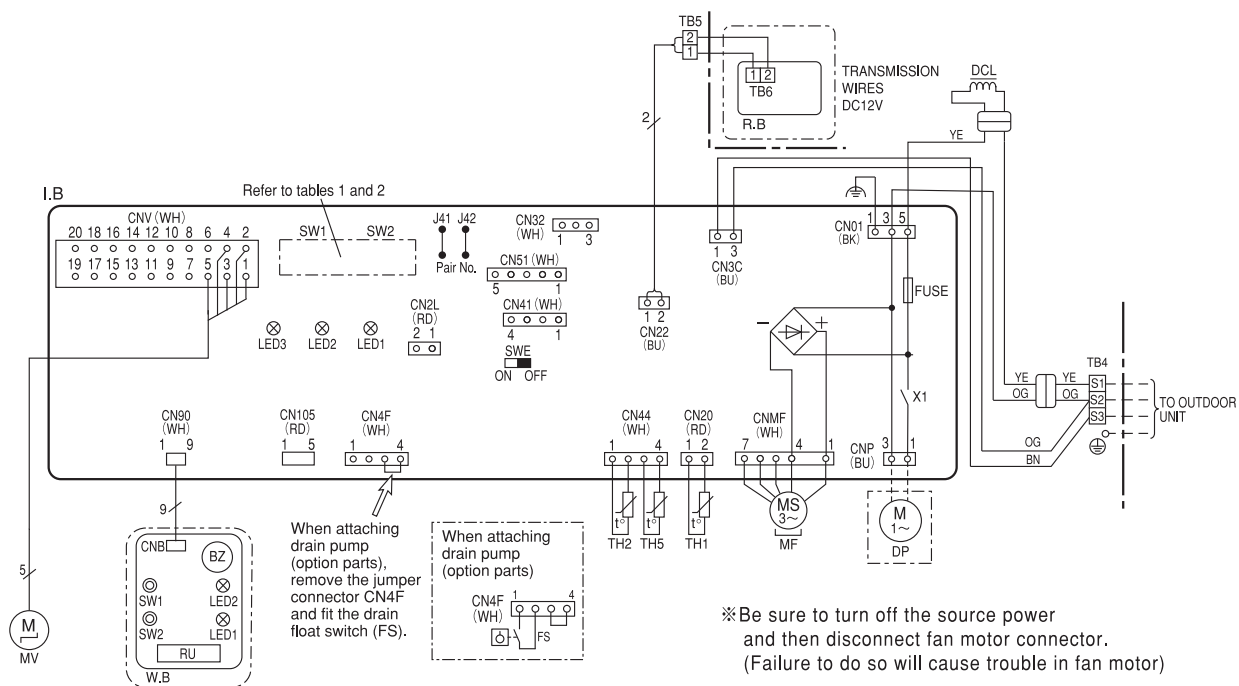 TB5
2
1
1 2
TB6
R.B
TRANSMISSION
WIRES
DC12V
DCL
YE
2
I.B
Refer to tables 1 and 2
CNV (WH)
20 18 16 14 12 10 8 6 4 2
19 17 15 13 11 9 7 5 3 1
SW1 SW2
J41 J42
Pair No.
CN32
(WH)
1 3
CN51 (WH)
5 1
CN41 (WH)
4 1
SWE
ON OFF
CN2L
(RD)
2 1
LED3 LED2 LED1
1 2
CN22
(BU)
1 3
CN3C
(BU)
1 3 5
CN01
(BK)
FUSE
− +
X1
TB4
YE YE S1
OG OG S2
S3
TO OUTDOOR
UNIT
OG
BN
CN90
(WH)
1 9
CN105
(RD)
1 5
CN4F
(WH)
1 4
CN44
(WH)
1 4
CN20
(RD)
1 2
CNMF
(WH)
7 4 1
CNP
(BU)
3 1
t° t° t°
TH2 TH5 TH1
MS
3~
MF
M
1~
DP
9
CNB
BZ
SW1
SW2
LED2
LED1
RU
W.B
5
M
MV
When attaching
drain pump
(option parts),
remove the jumper
connector CN4F
and fit the drain
float switch (FS).
When attaching
drain pump
(option parts)
CN4F
(WH)
1 4
FS
※Be sure to turn off the source power
and then disconnect fan motor connector.
(Failure to do so will cause trouble in fan motor)